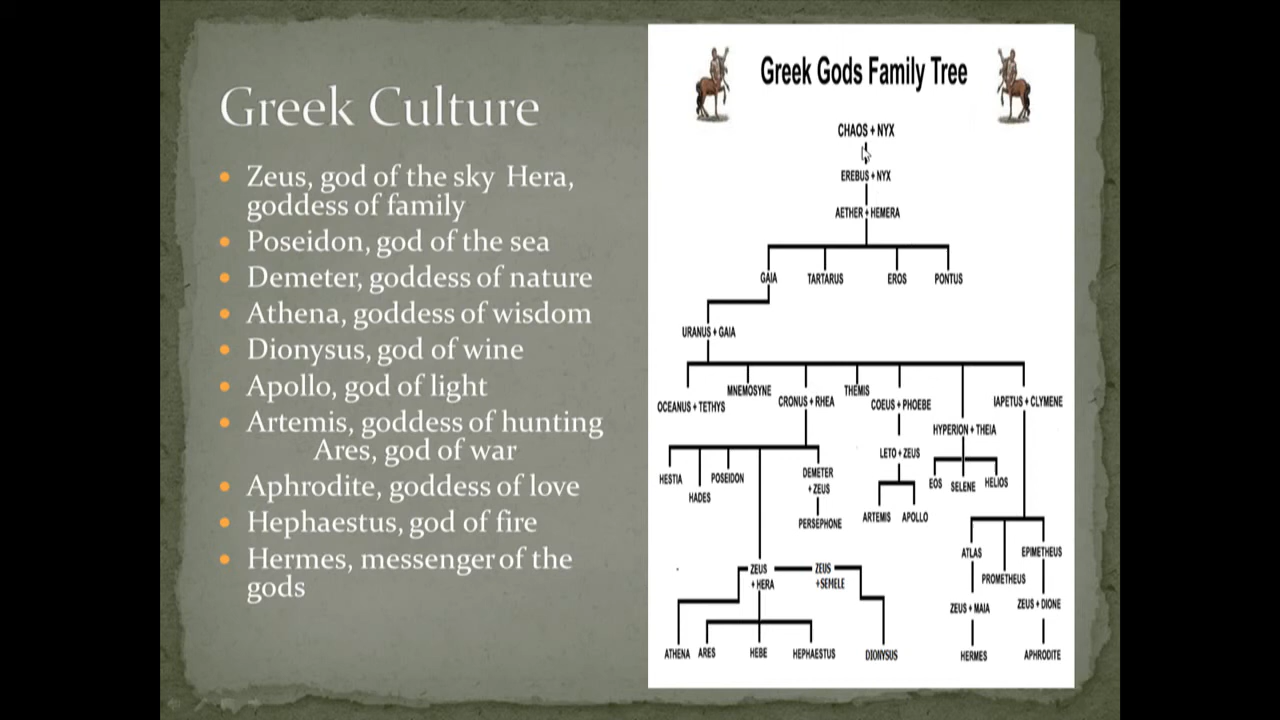 Greek Culture
Zeus, god of the sky Hera,
goddess of family
Poseidon, god of the sea
Demeter, goddess of nature
Athena, goddess of wisdom
Dionysus, god of wine
Apollo, god of light
Artemis, goddess of hunting
Ares, god of war
Aphrodite, goddess of love
Hephaestus, god of fire
Hermes, messenger of the
gods
Greek Gods Family Tree
CHAOS + NYX
EREBUS + NYX
AETHER + HEMERA
GAIA TARTARUS EROS PONTUS
URANUS + GAIA
OCEANUS + TETHYS MNEMOSYNE CRONUS + RHEA THEMIS COEUS + PHOEBE HYPERION + THEIA IAPETUS + CLYMENE
LETO + ZEUS
HESTIA HADES POSEIDON DEMETER
+ ZEUS
EOS SELENE HELIOS
PERSEPHONE ARTEMIS APOLLO
ATLAS PROMETHEUS EPIMETHEUS
ZEUS
+ HERA
ZEUS
+SEMELE
ZEUS + MAIA ZEUS + DIONE
ATHENA ARES HEBE HEPHAESTUS DIONYSUS HERMES APHRODITE